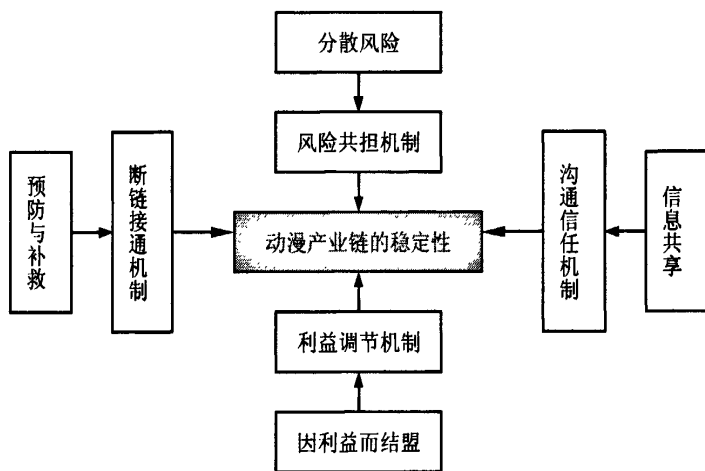 分散风险
风险共担机制
预防与补救
断链接通机制
动漫产业链的稳定性
沟通信任机制
信息共享
利益调节机制
因利益而结盟